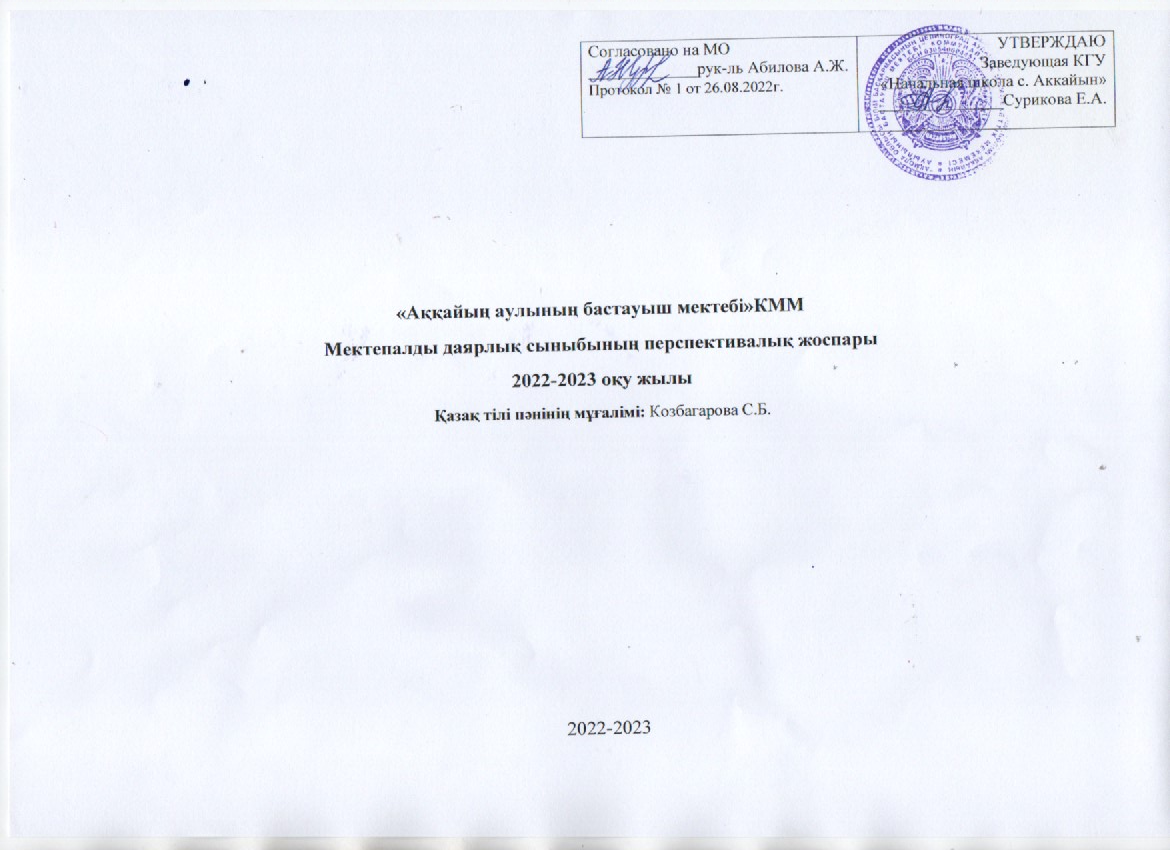 Согласовано на МО
рук-ль Абилова А.Ж.
Протокол № 1 от 26.08.2022г.
УТВЕРЖДАЮ
Заведующая КГУ
«Начальная школа с. Аккайын»
Сурикова Е.А.
«Аққайың аулының бастауыш мектебі»КММ
Мектепалды даярлық сыныбының перспективалық жоспары
2022-2023 оқу жылы
Қазақ тілі пәнінің мұғалімі: Козбагарова С.Б.
2022-2023